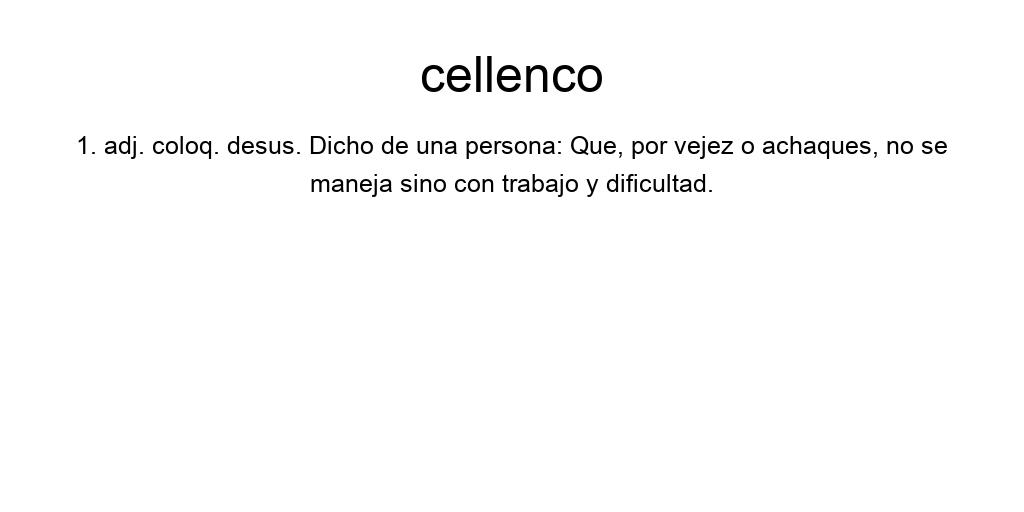 cellenco
1. adj. coloq. desus. Dicho de una persona: Que, por vejez o achaques, no se
maneja sino con trabajo y dificultad.